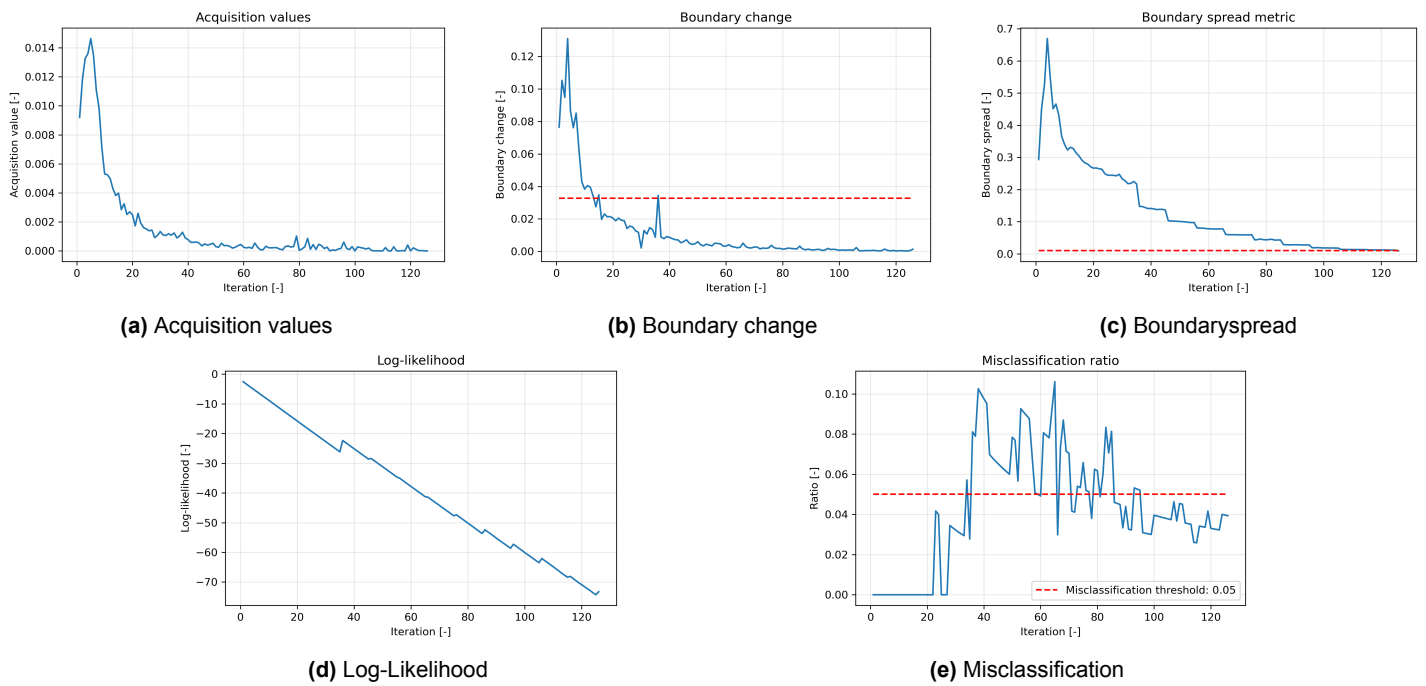 Acquisition values
0.014
0.012
0.010
0.008
0.006
0.004
0.002
0.000
Acquisition value [-]
0 20 40 60 80 100 120
Iteration [-]
(a) Acquisition values
Boundary change
0.12
0.10
0.08
0.06
0.04
0.02
0.00
Boundary change [-]
0 20 40 60 80 100 120
Iteration [-]
(b) Boundary change
Boundary spread metric
0.7
0.6
0.5
0.4
0.3
0.2
0.1
0.0
Boundary spread [-]
0 20 40 60 80 100 120
Iteration [-]
(c) Boundaryspread
Log-likelihood
0
−10
−20
−30
−40
−50
−60
−70
Log-likelihood [-]
0 20 40 60 80 100 120
Iteration [-]
(d) Log-Likelihood
Misclassification ratio
0.10
0.08
0.06
0.04
0.02
0.00
Ratio [-]
Misclassification threshold: 0.05
0 20 40 60 80 100 120
Iteration [-]
(e) Misclassification